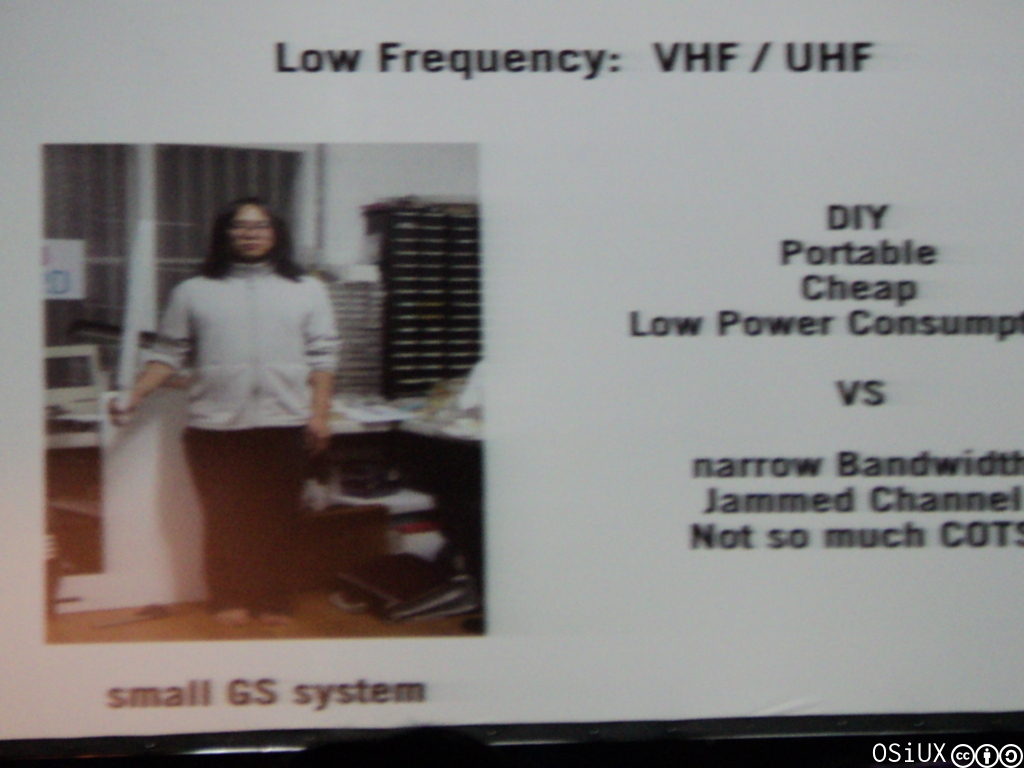 Low Frequency: VHF / UHF
DIY
Portable
Cheap
Low Power Consumpt
VS
narrow Bandwidth
Jammed Channel
Not so much COTS
small GS system
OSiUX